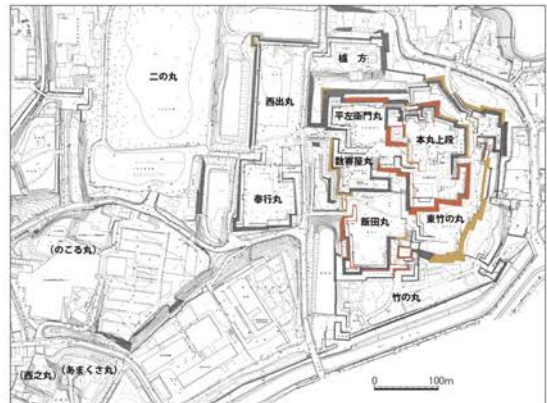 櫨方
二の丸
西出丸
平左衛門丸
本丸上段
数寄屋丸
奉行丸
飯田丸
東竹の丸
（のこる丸）
竹の丸
（西之丸）
（あまくさ丸）
0 100m